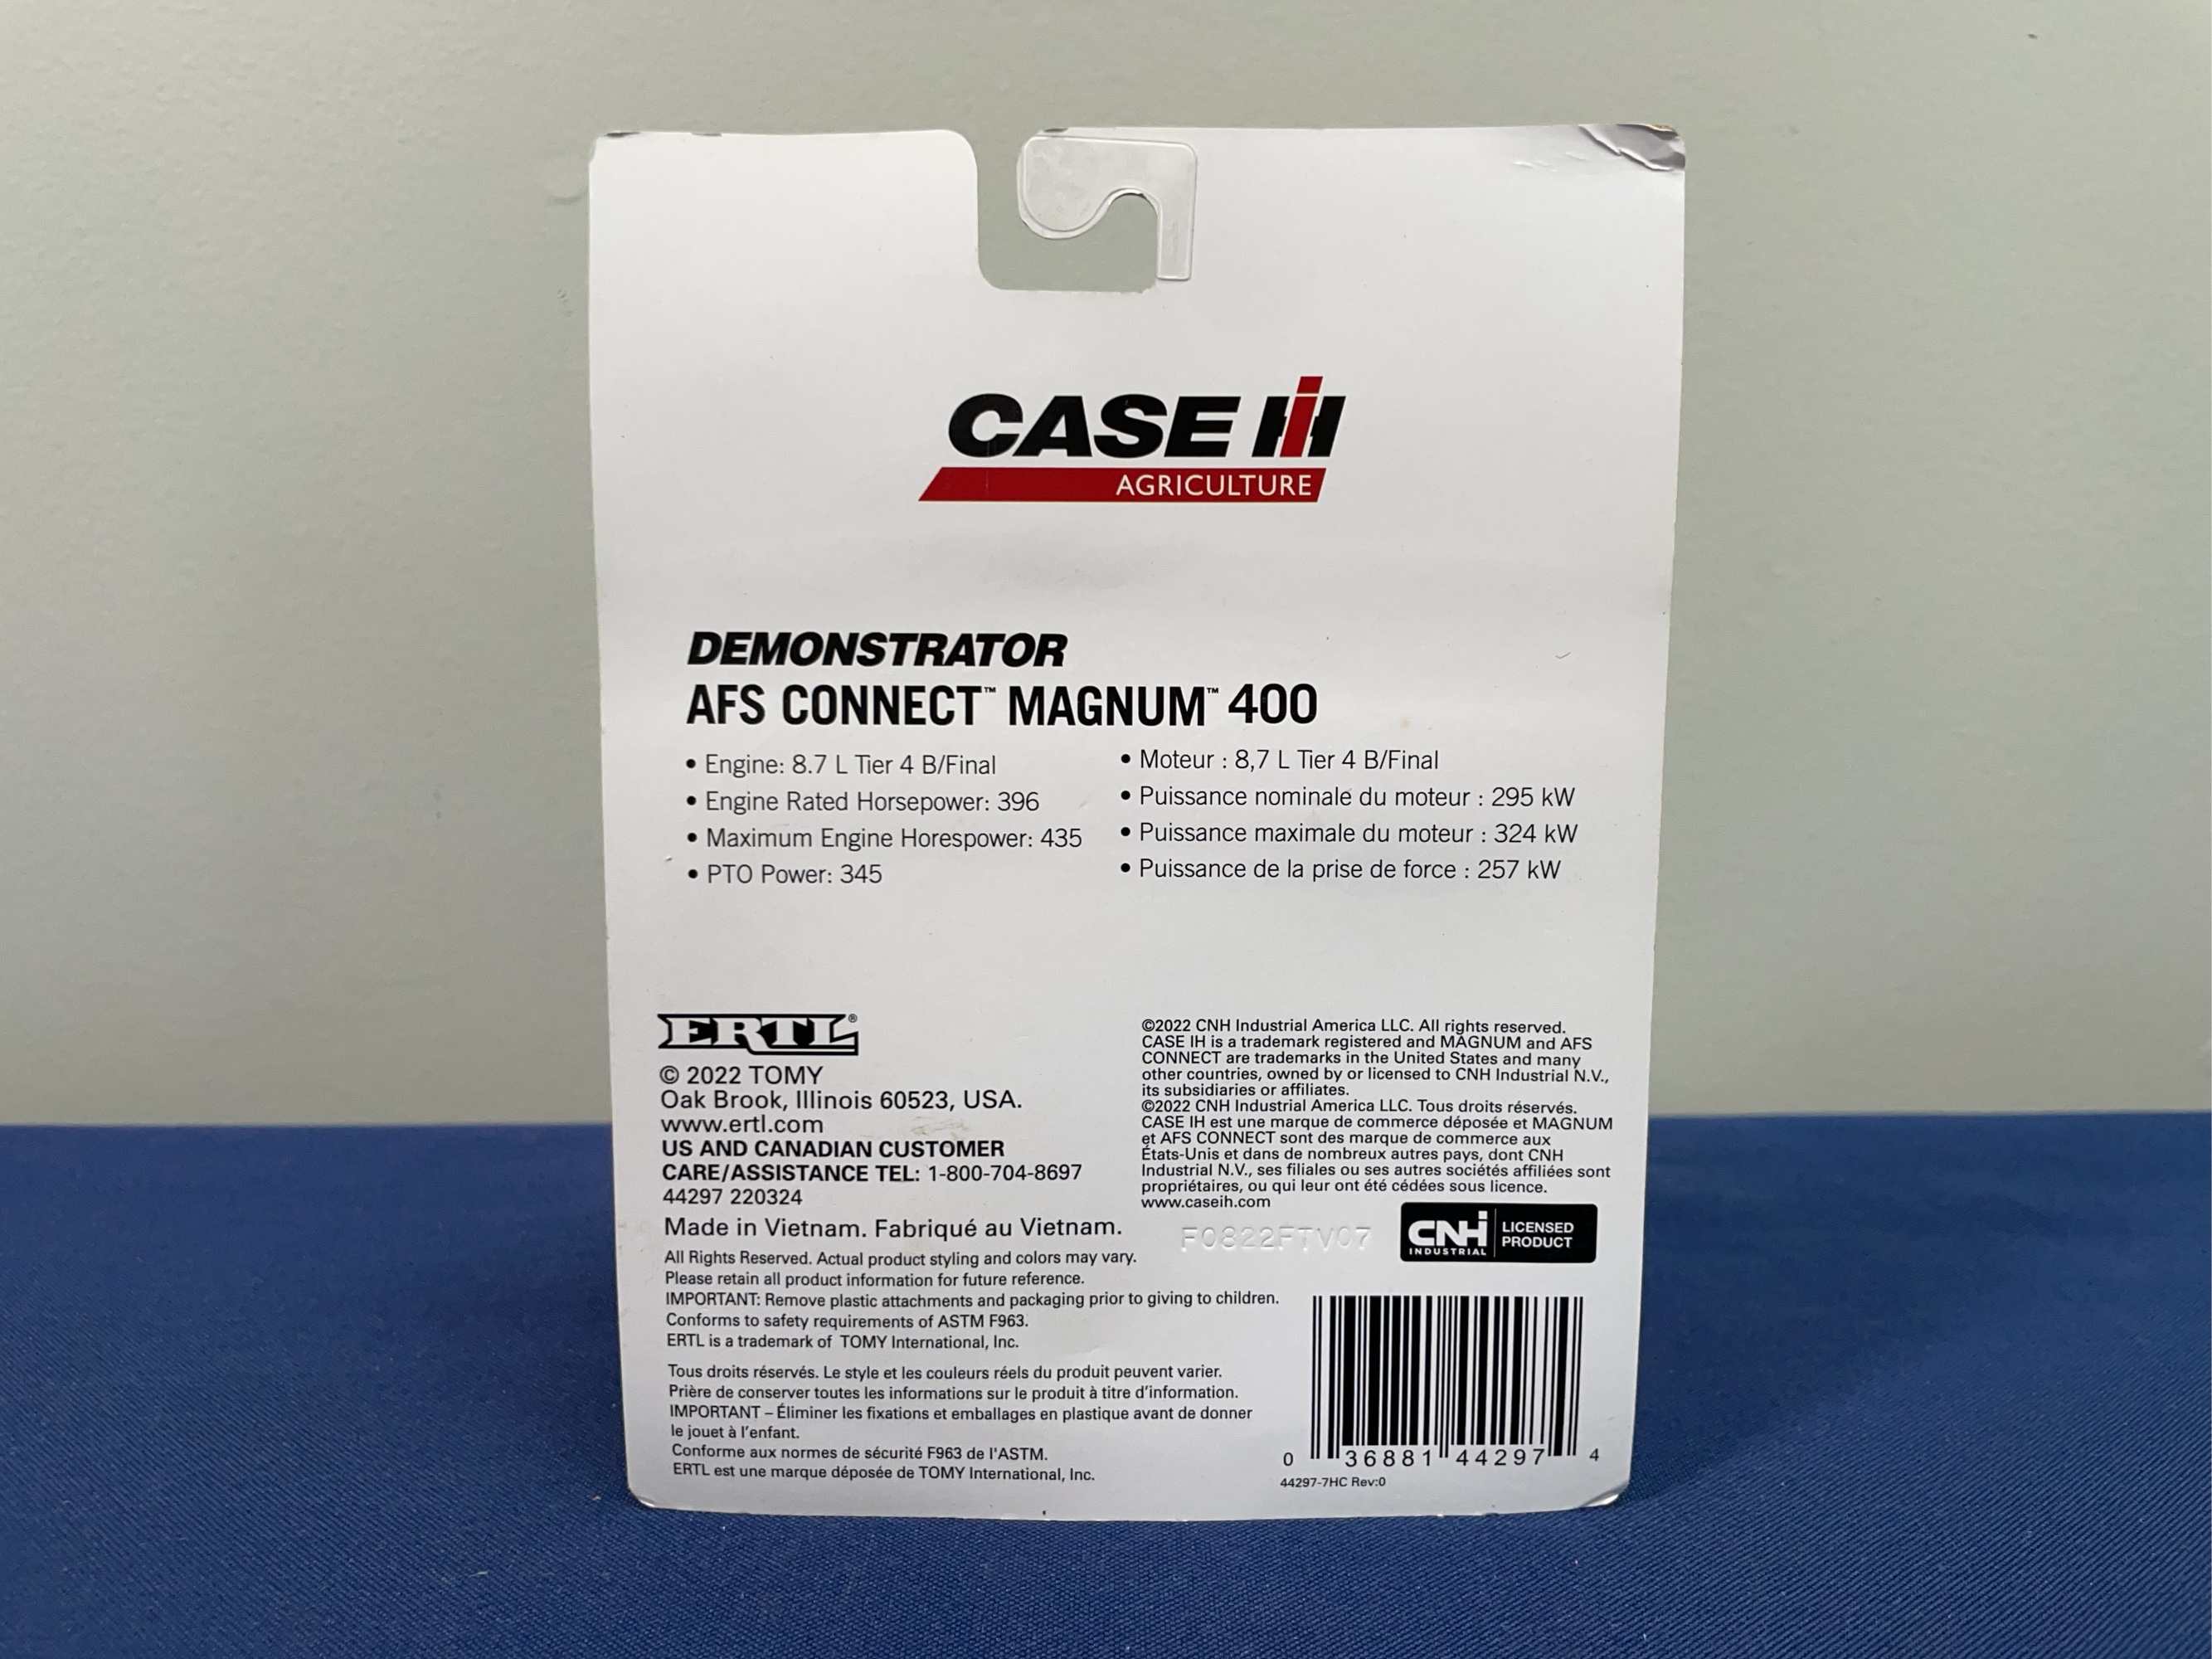 CASE IH
AGRICULTURE
DEMONSTRATOR
AFS CONNECT™ MAGNUM™ 400
• Engine: 8.7 L Tier 4 B/Final
• Engine Rated Horsepower: 396
• Maximum Engine Horespower: 435
• PTO Power: 345
• Moteur : 8,7 L Tier 4 B/Final
• Puissance nominale du moteur : 295 kW
• Puissance maximale du moteur : 324 kW
• Puissance de la prise de force : 257 kW
ERTL®
© 2022 TOMY
Oak Brook, Illinois 60523, USA.
www.ertl.com
US AND CANADIAN CUSTOMER
CARE/ASSISTANCE TEL: 1-800-704-8697
44297 220324
Made in Vietnam. Fabriqué au Vietnam.
All Rights Reserved. Actual product styling and colors may vary.
Please retain all product information for future reference.
IMPORTANT: Remove plastic attachments and packaging prior to giving to children.
Conforms to safety requirements of ASTM F963.
ERTL is a trademark of TOMY International, Inc.
Tous droits réservés. Le style et les couleurs réels du produit peuvent varier.
Prière de conserver toutes les informations sur le produit à titre d'information.
IMPORTANT – Éliminer les fixations et emballages en plastique avant de donner
le jouet à l'enfant.
Conforme aux normes de sécurité F963 de l'ASTM.
ERTL est une marque déposée de TOMY International, Inc.
©2022 CNH Industrial America LLC. All rights reserved.
CASE IH is a trademark registered and MAGNUM and AFS
CONNECT are trademarks in the United States and many
other countries, owned by or licensed to CNH Industrial N.V.,
its subsidiaries or affiliates.
©2022 CNH Industrial America LLC. Tous droits réservés.
CASE IH est une marque de commerce déposée et MAGNUM
et AFS CONNECT sont des marque de commerce aux
États-Unis et dans de nombreux autres pays, dont CNH
Industrial N.V., ses filiales ou ses autres sociétés affiliées sont
propriétaires, ou qui leur ont été cédées sous licence.
www.caseih.com
F0822FTV07
CNH
INDUSTRIAL
LICENSED
PRODUCT
0 36881 44297 4
44297-7HC Rev:0